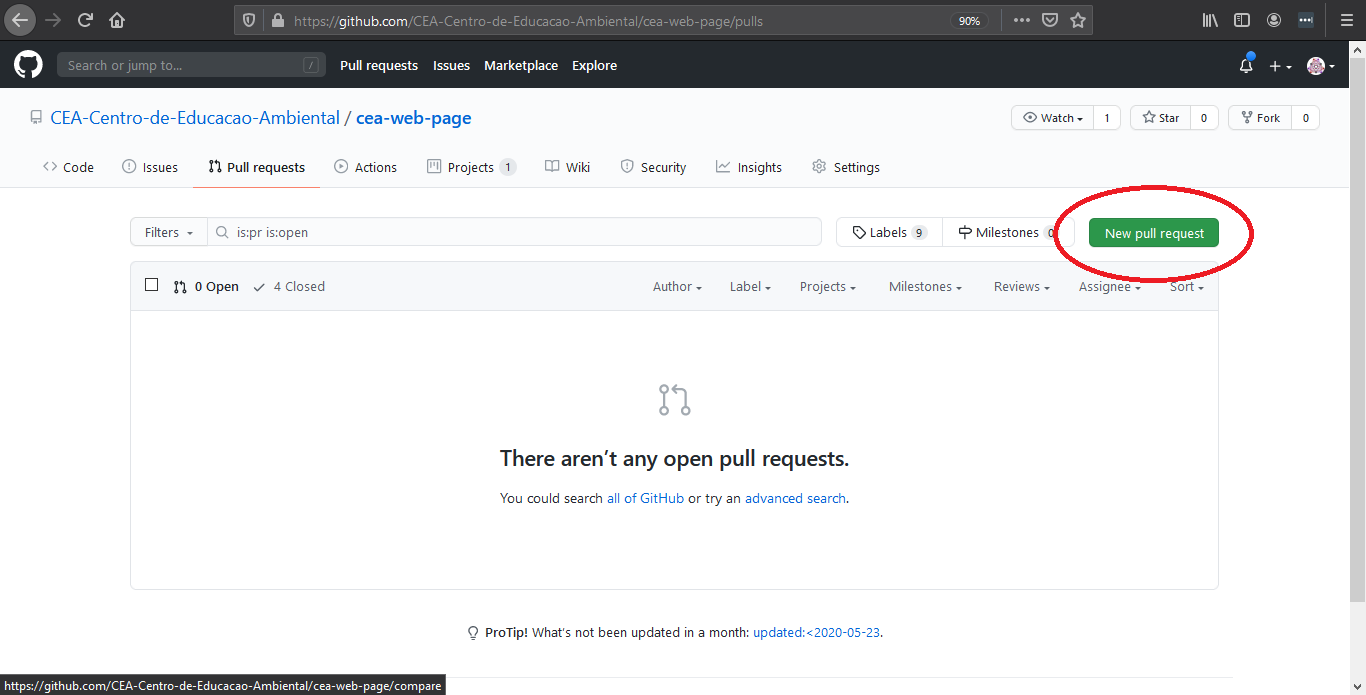 https://github.com/CEA-Centro-de-Educacao-Ambiental/cea-web-page/pulls 90%
Search or jump to... / Pull requests Issues Marketplace Explore
CEA-Centro-de-Educacao-Ambiental / cea-web-page Watch 1 Star 0 Fork 0
Code Issues Pull requests Actions Projects 1 Wiki Security Insights Settings
Filters is:pr is:open Labels 9 Milestones 0 New pull request
0 Open 4 Closed Author Label Projects Milestones Reviews Assignee Sort
There aren’t any open pull requests.
You could search all of GitHub or try an advanced search.
ProTip! What’s not been updated in a month: updated:<2020-05-23.
https://github.com/CEA-Centro-de-Educacao-Ambiental/cea-web-page/compare